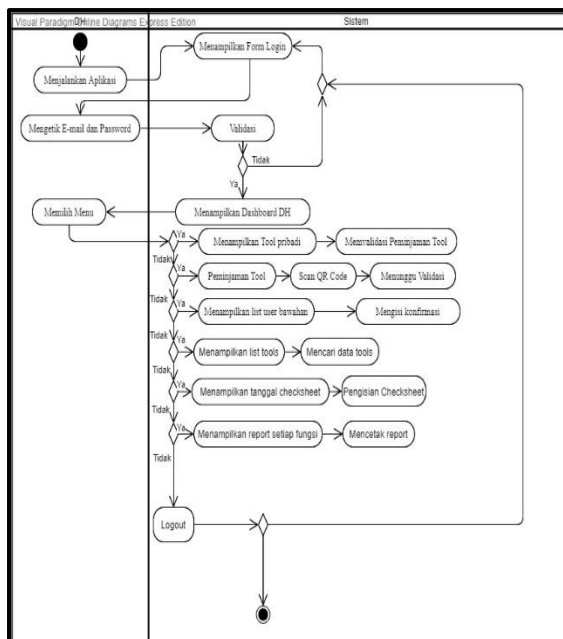 Visual Paradigm Online Diagrams Express Edition
DH
Sistem
Menampilkan Form Login
Menjalankan Aplikasi
Mengetik E-mail dan Password
Validasi
Tidak
Ya
Memilih Menu
Menampilkan Dashboard DH
Ya
Menampilkan Tool pribadi
Memvalidasi Peminjaman Tool
Tidak
Ya
Peminjaman Tool
Scan QR Code
Menunggu Validasi
Tidak
Ya
Menampilkan list user bawahan
Mengisi konfirmasi
Tidak
Ya
Menampilkan list tools
Mencari data tools
Tidak
Ya
Menampilkan tanggal checksheet
Pengisian Checksheet
Tidak
Ya
Menampilkan report setiap fungsi
Mencetak report
Tidak
Logout